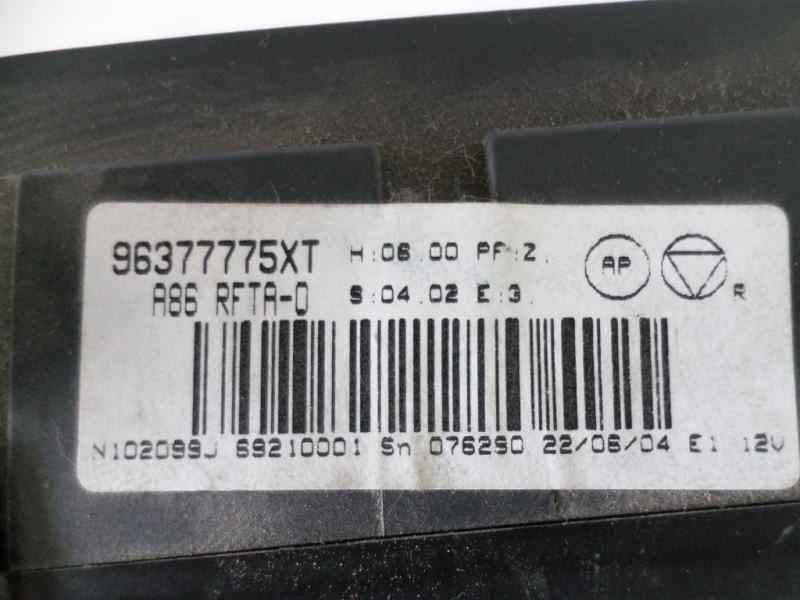 96377775XT H:06.00 PF:2.
A86 RFTA-0 S:04.02 E:3.
AP R
N102099J 69210001 Sn 076290 22/06/04 E1 12V